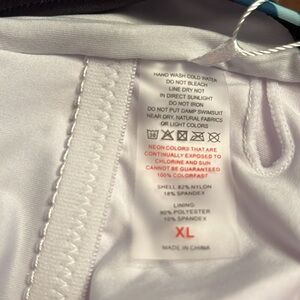 HAND WASH COLD WATER
DO NOT BLEACH
LINE DRY NOT
IN DIRECT SUNLIGHT
DO NOT IRON
DO NOT PUT DAMP SWIMSUIT
NEAR DRY, NATURAL FABRICS
OR LIGHT COLORS
NEON COLORS THAT ARE
CONTINUALLY EXPOSED TO
CHLORINE AND SUN
CANNOT BE GUARANTEED
100% COLORFAST
SHELL 82% NYLON
18% SPANDEX
LINING
90% POLYESTER
10% SPANDEX
XL
MADE IN CHINA